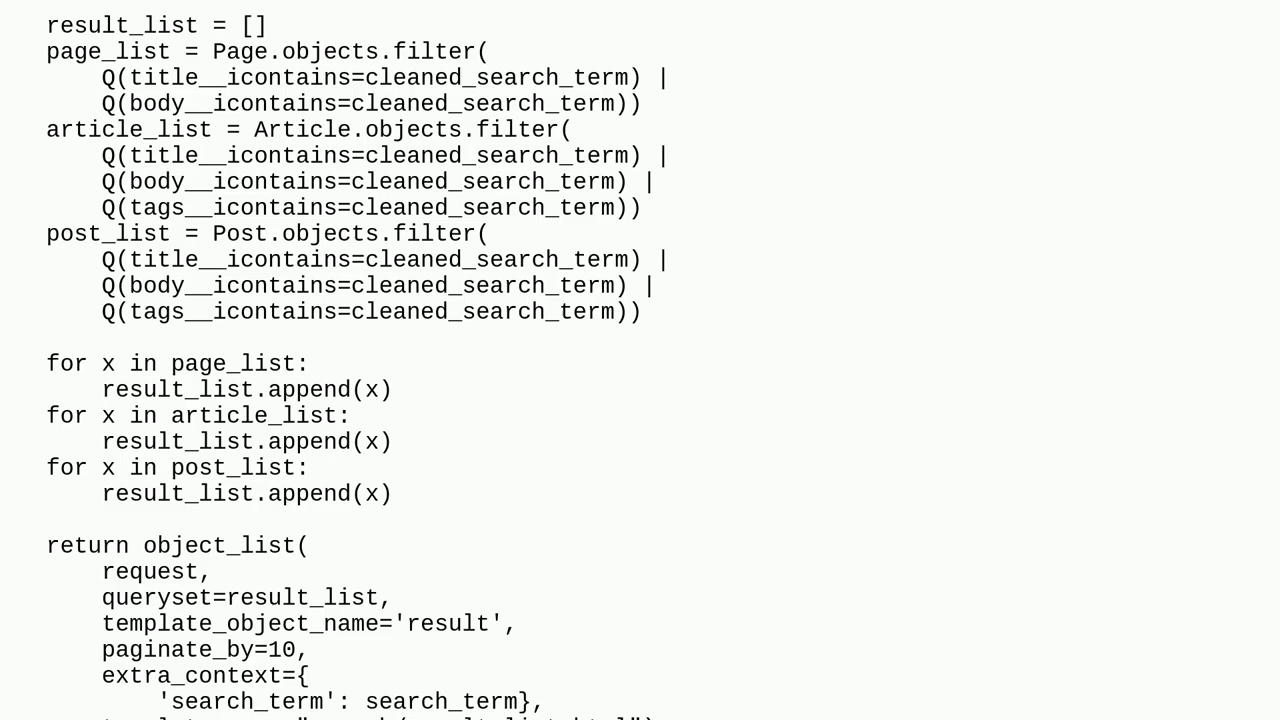 result_list = []
page_list = Page.objects.filter(
    Q(title__icontains=cleaned_search_term) |
    Q(body__icontains=cleaned_search_term))
article_list = Article.objects.filter(
    Q(title__icontains=cleaned_search_term) |
    Q(body__icontains=cleaned_search_term) |
    Q(tags__icontains=cleaned_search_term))
post_list = Post.objects.filter(
    Q(title__icontains=cleaned_search_term) |
    Q(body__icontains=cleaned_search_term) |
    Q(tags__icontains=cleaned_search_term))

for x in page_list:
    result_list.append(x)
for x in article_list:
    result_list.append(x)
for x in post_list:
    result_list.append(x)

return object_list(
    request,
    queryset=result_list,
    template_object_name='result',
    paginate_by=10,
    extra_context={
        'search_term': search_term},